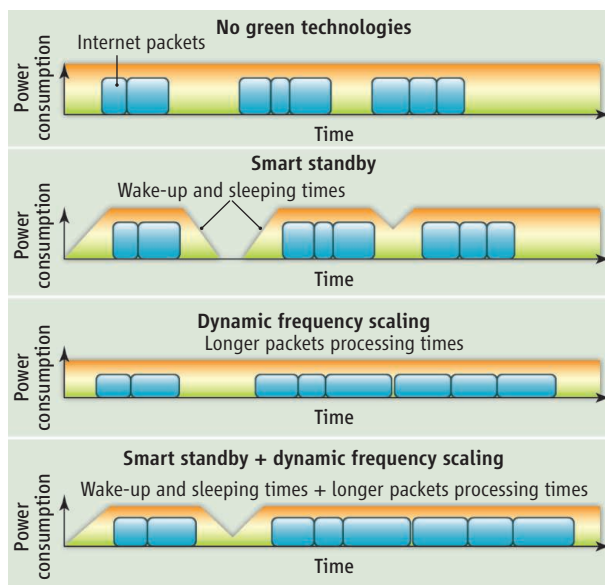 No green technologies
Internet packets
Power
consumption
Time
Smart standby
Wake-up and sleeping times
Power
consumption
Time
Dynamic frequency scaling
Longer packets processing times
Power
consumption
Time
Smart standby + dynamic frequency scaling
Wake-up and sleeping times + longer packets processing times
Power
consumption
Time